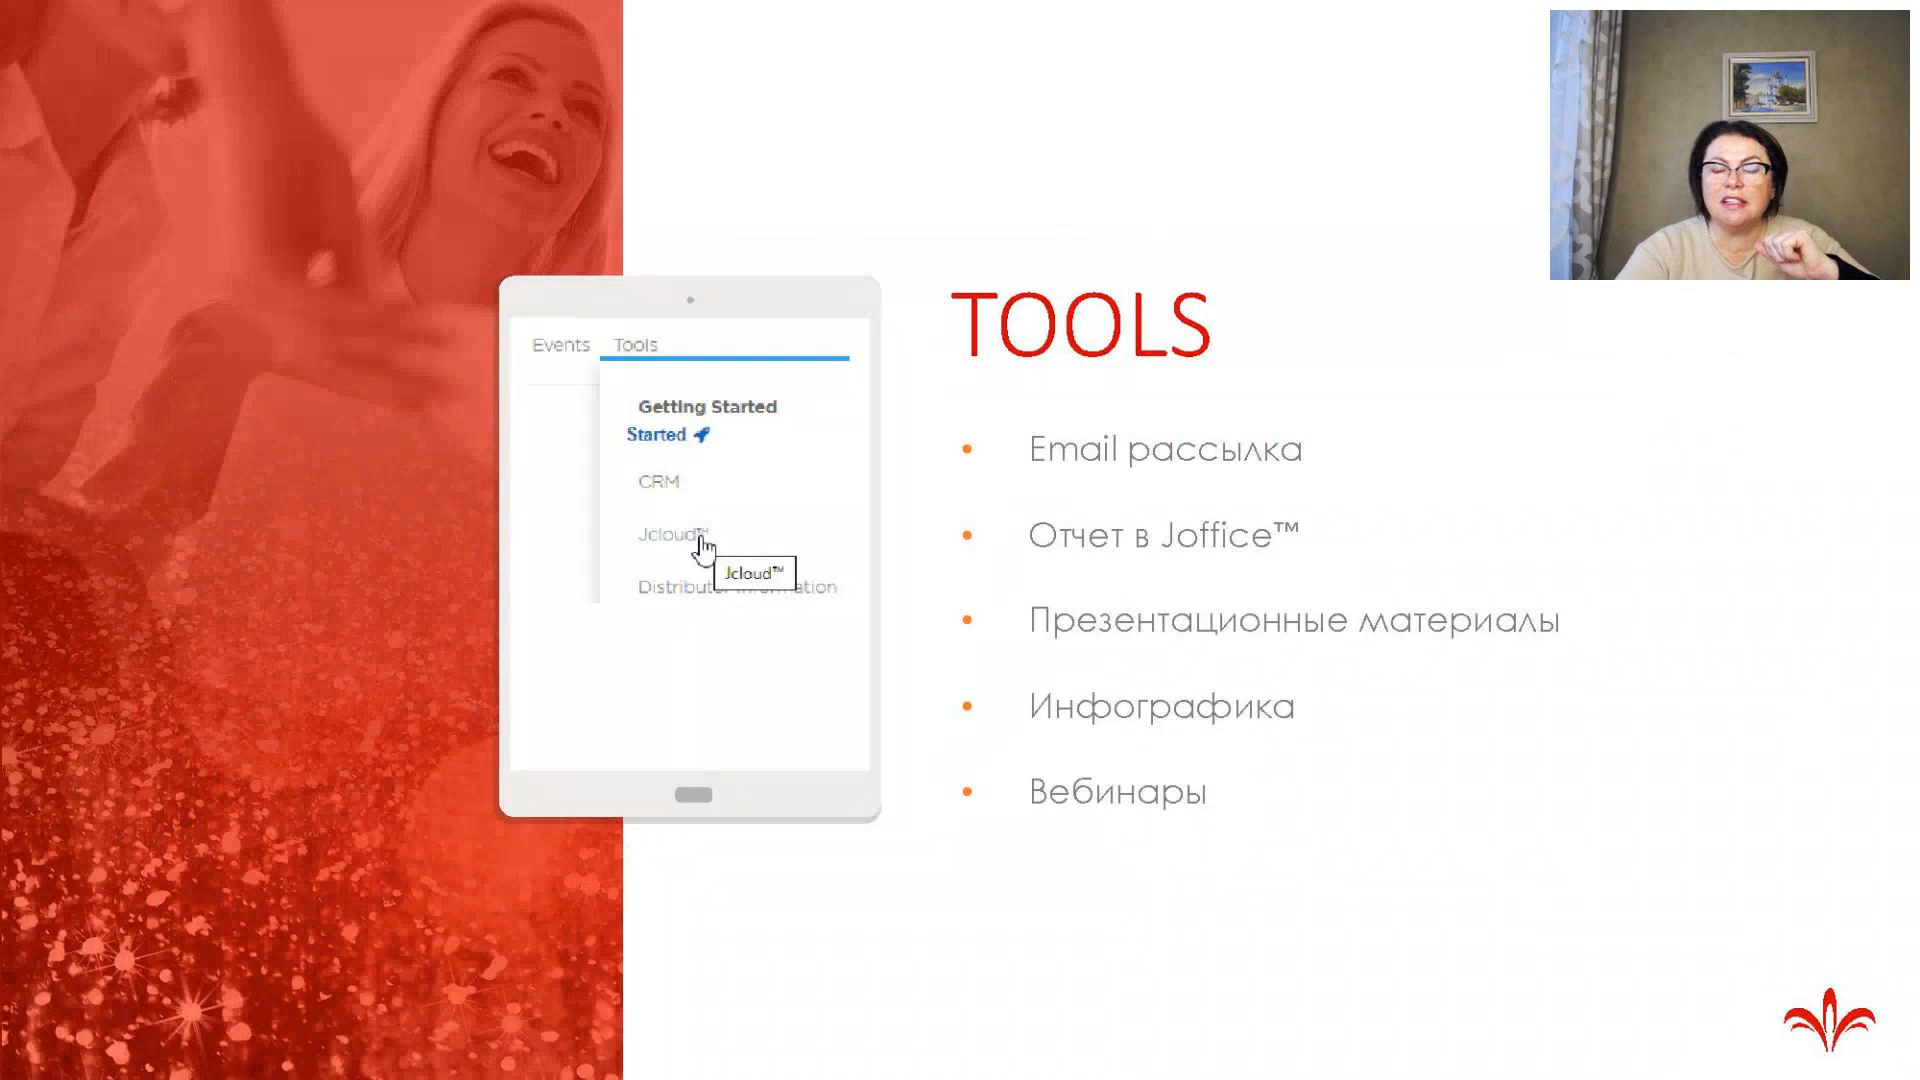 Events Tools
Getting Started
Started
CRM
Jcloud™
Jcloud™
TOOLS
Email рассылка
Отчет в Joffice™
Презентационные материалы
Инфографика
Вебинары